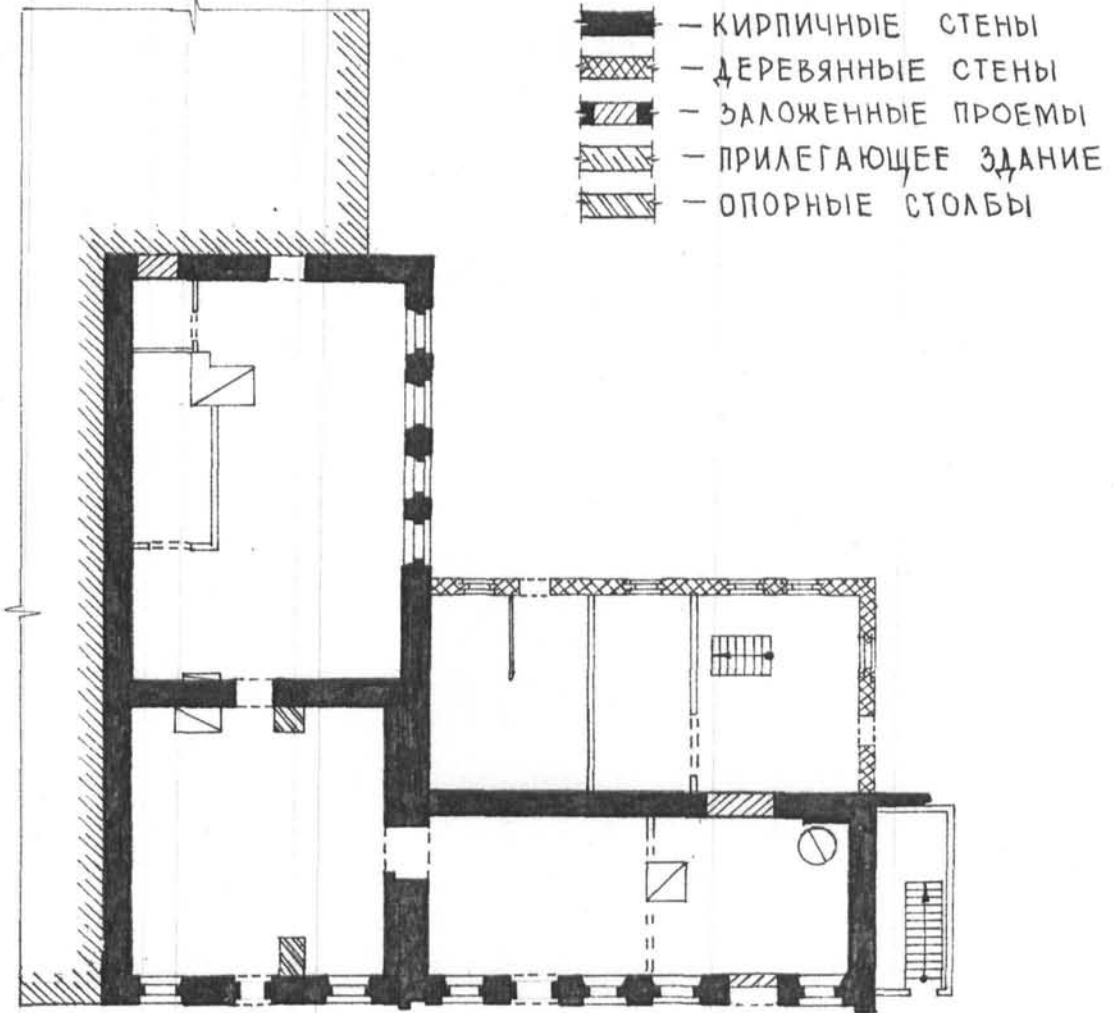 — КИРПИЧНЫЕ СТЕНЫ
— ДЕРЕВЯННЫЕ СТЕНЫ
— ЗАЛОЖЕННЫЕ ПРОЕМЫ
— ПРИЛЕГАЮЩЕЕ ЗДАНИЕ
— ОПОРНЫЕ СТОЛБЫ